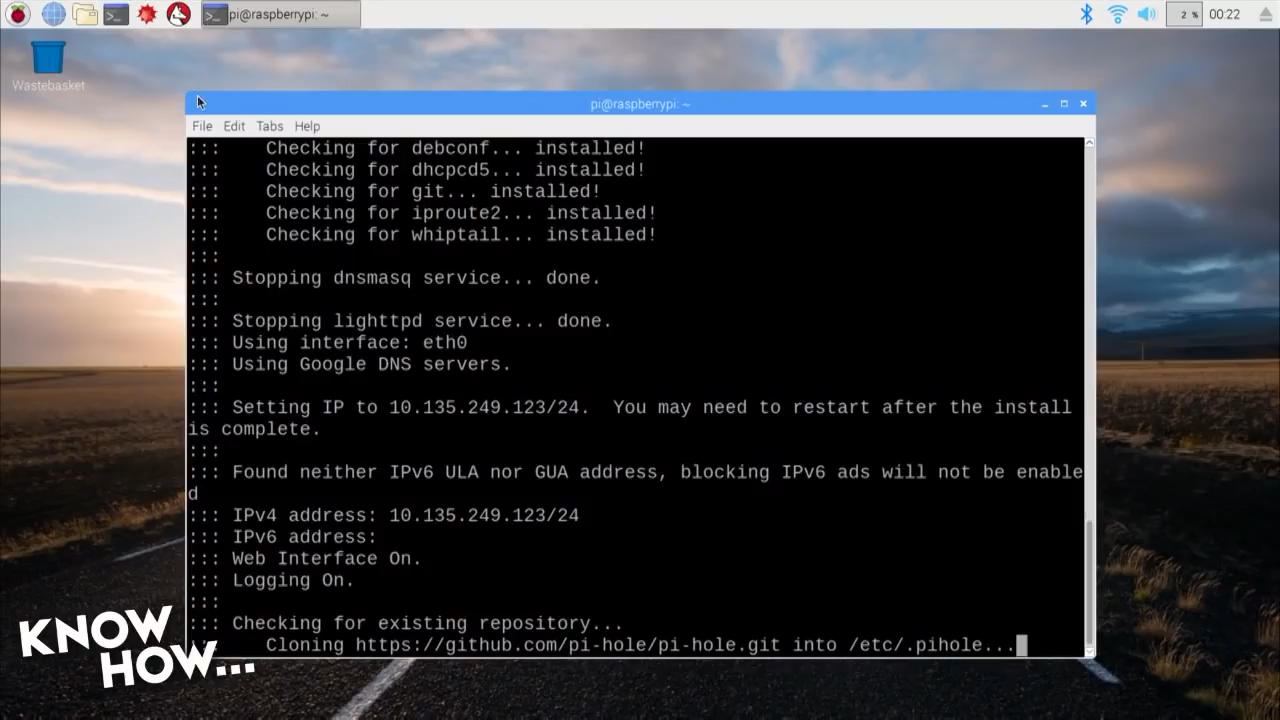 pi@raspberrypi: ~
2 %
00:22
Wastebasket
pi@raspberrypi: ~
File Edit Tabs Help
:::    Checking for debconf... installed!
:::    Checking for dhcpcd5... installed!
:::    Checking for git... installed!
:::    Checking for iproute2... installed!
:::    Checking for whiptail... installed!
:::
::: Stopping dnsmasq service... done.
:::
::: Stopping lighttpd service... done.
::: Using interface: eth0
::: Using Google DNS servers.
:::
::: Setting IP to 10.135.249.123/24.  You may need to restart after the install
is complete.
:::
::: Found neither IPv6 ULA nor GUA address, blocking IPv6 ads will not be enable
d
::: IPv4 address: 10.135.249.123/24
::: IPv6 address:
::: Web Interface On.
::: Logging On.
:::
::: Checking for existing repository...
:::    Cloning https://github.com/pi-hole/pi-hole.git into /etc/.pihole...
KNOW
HOW...